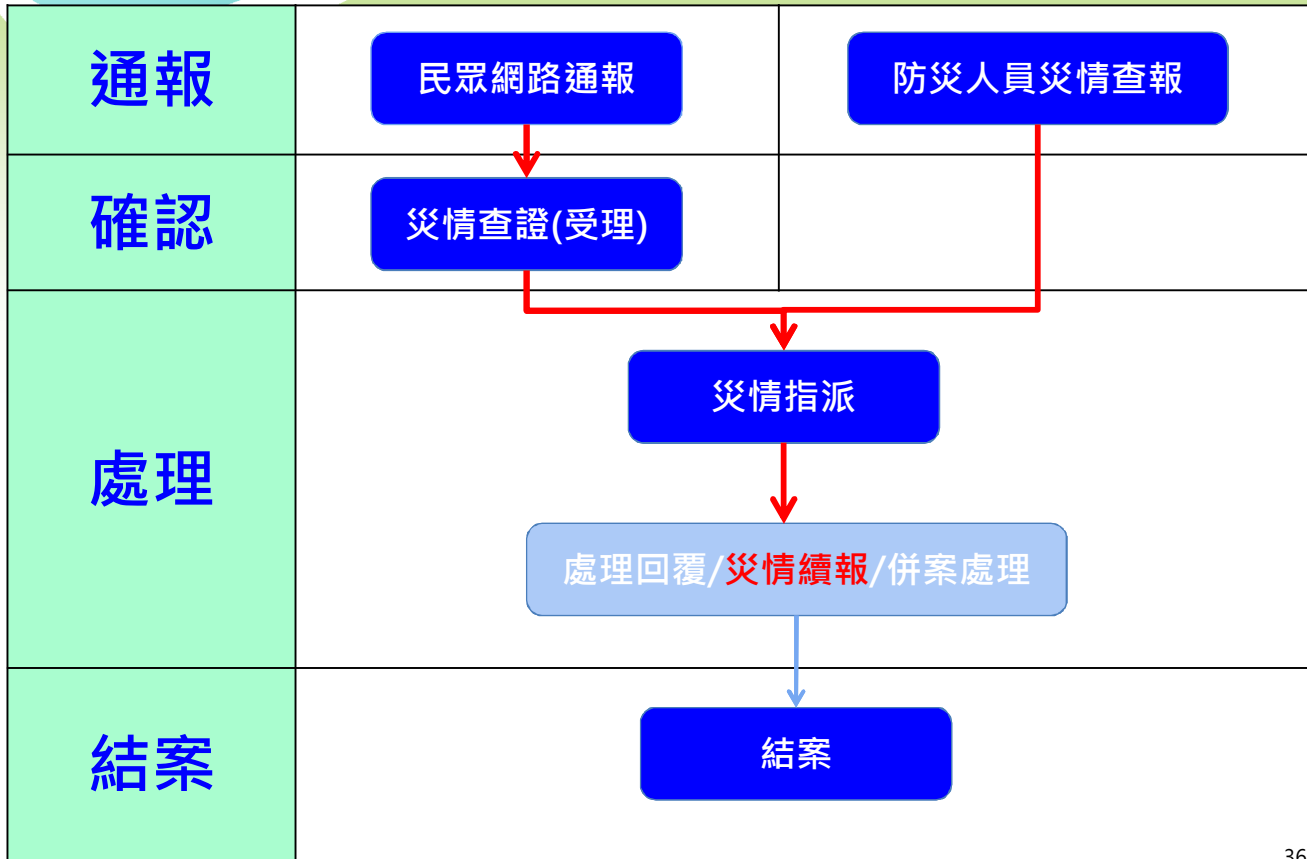 通報
民眾網路通報
防災人員災情查報
確認
災情查證(受理)
處理
災情指派
處理回覆/災情續報/併案處理
結案
結案
36